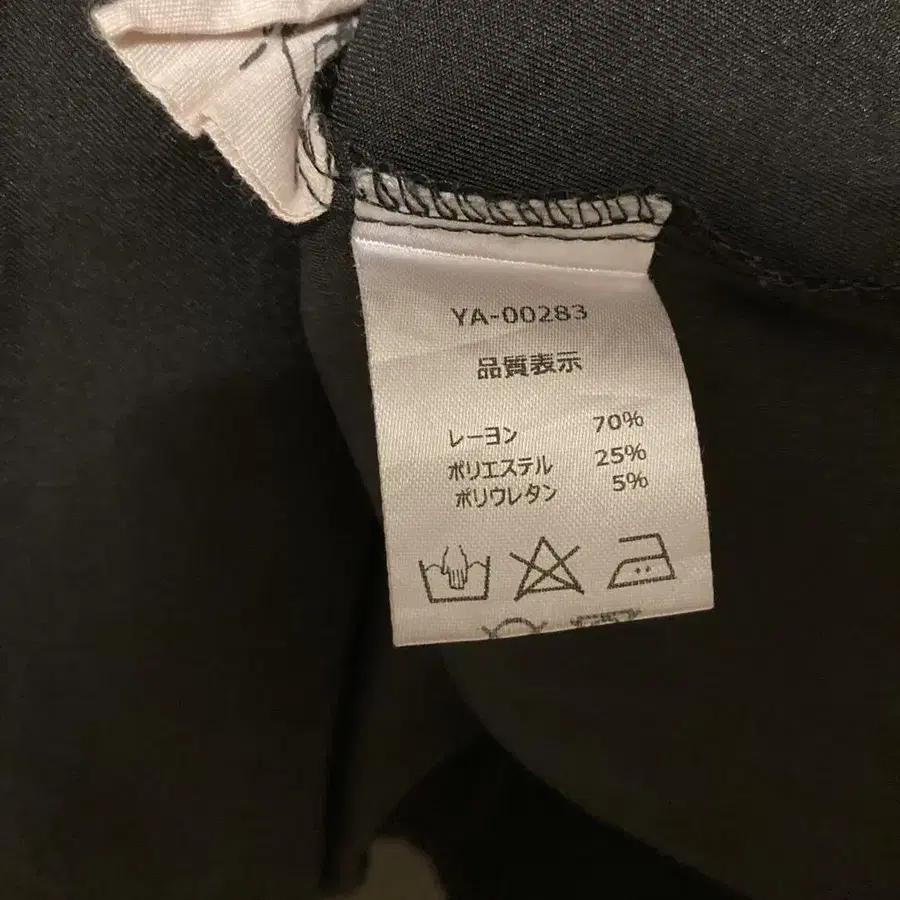 YA-00283
品質表示
レーヨン 70%
ポリエステル 25%
ポリウレタン 5%